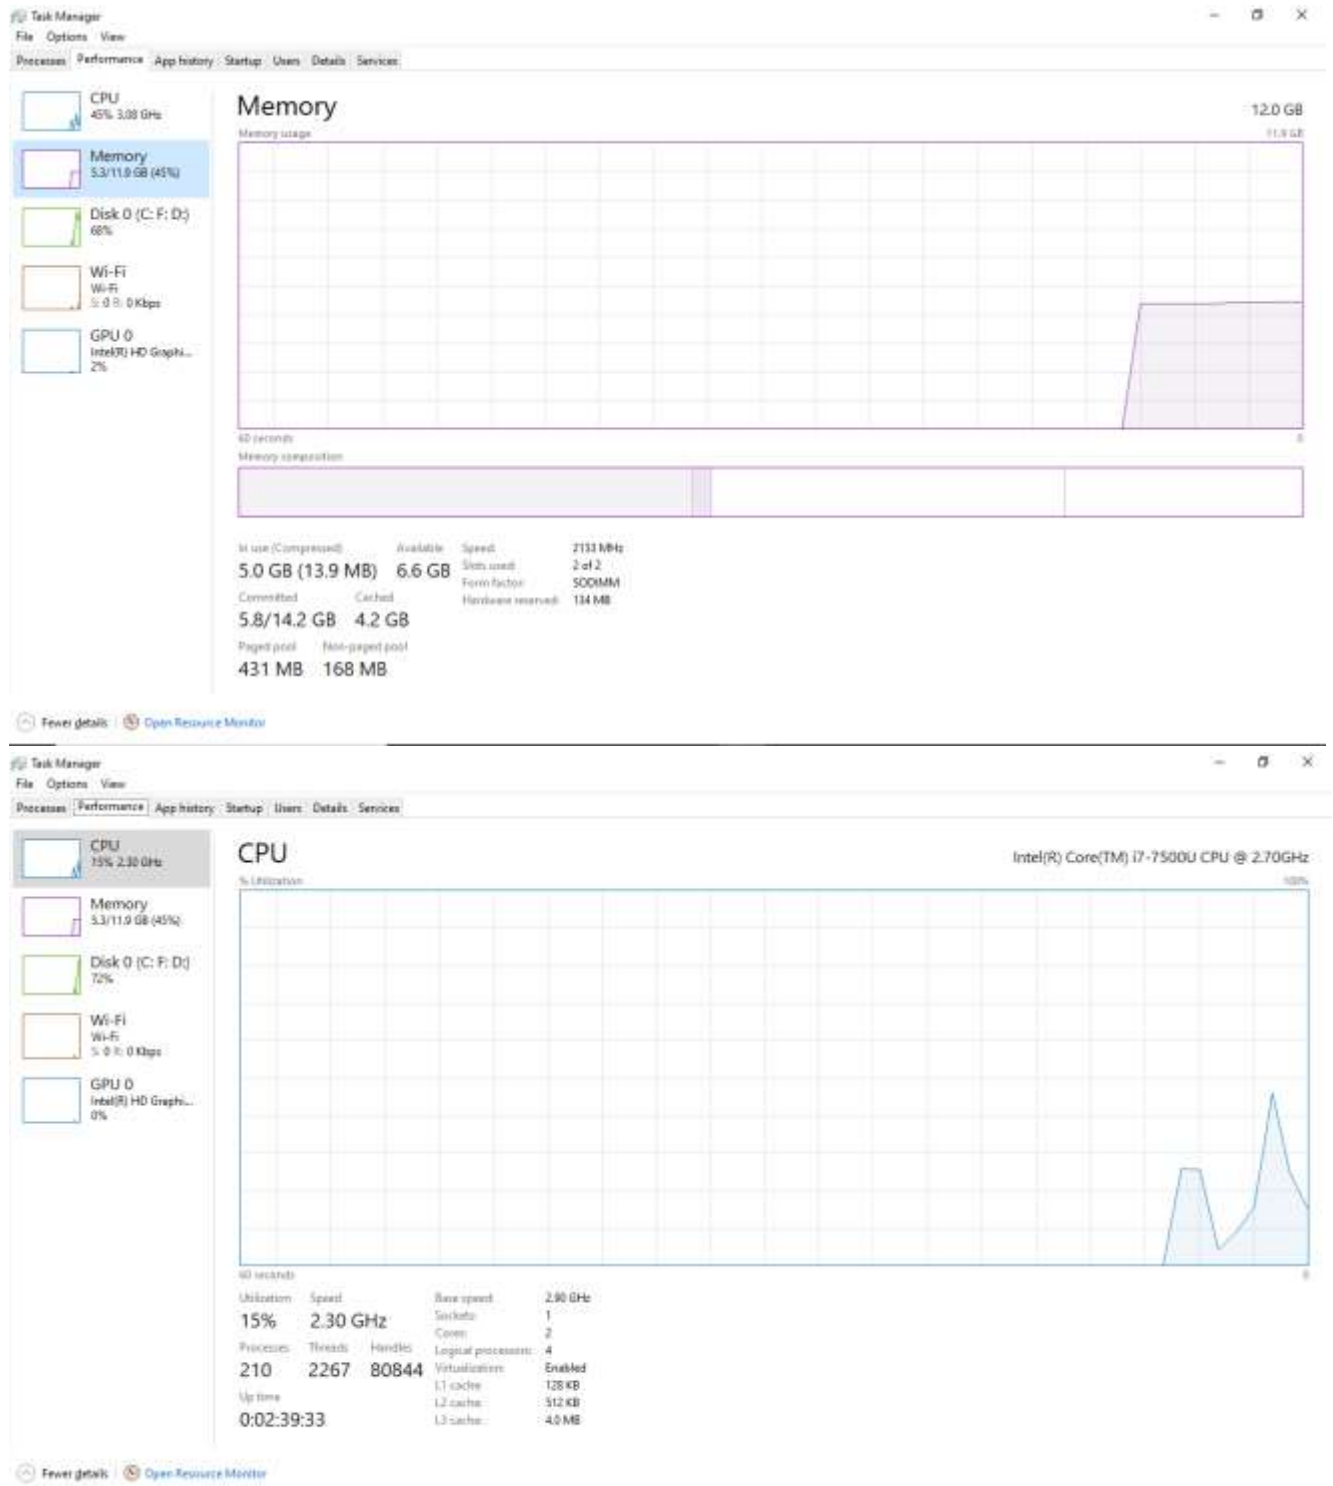 Task Manager
File Options View
Processes Performance App history Startup Users Details Services
CPU
45% 3.08 GHz
Memory
5.3/11.9 GB (45%)
Disk 0 (C: F: D:)
68%
Wi-Fi
Wi-Fi
S: 0 R: 0 Kbps
GPU 0
Intel(R) HD Graphi...
2%
Memory 12.0 GB
Memory usage 11.9 GB
60 seconds 0
Memory composition
In use (Compressed) Available Speed: 2133 MHz
5.0 GB (13.9 MB) 6.6 GB Slots used: 2 of 2
Form factor: SODIMM
Committed Cached Hardware reserved: 134 MB
5.8/14.2 GB 4.2 GB
Paged pool Non-paged pool
431 MB 168 MB
Fewer details Open Resource Monitor
Task Manager
File Options View
Processes Performance App history Startup Users Details Services
CPU
15% 2.30 GHz
Memory
5.3/11.9 GB (45%)
Disk 0 (C: F: D:)
72%
Wi-Fi
Wi-Fi
S: 0 R: 0 Kbps
GPU 0
Intel(R) HD Graphi...
0%
CPU Intel(R) Core(TM) i7-7500U CPU @ 2.70GHz
% Utilization 100%
60 seconds 0
Utilization Speed Base speed: 2.90 GHz
15% 2.30 GHz Sockets: 1
Cores: 2
Processes Threads Handles Logical processors: 4
210 2267 80844 Virtualization: Enabled
L1 cache: 128 KB
Up time L2 cache: 512 KB
0:02:39:33 L3 cache: 4.0 MB
Fewer details Open Resource Monitor